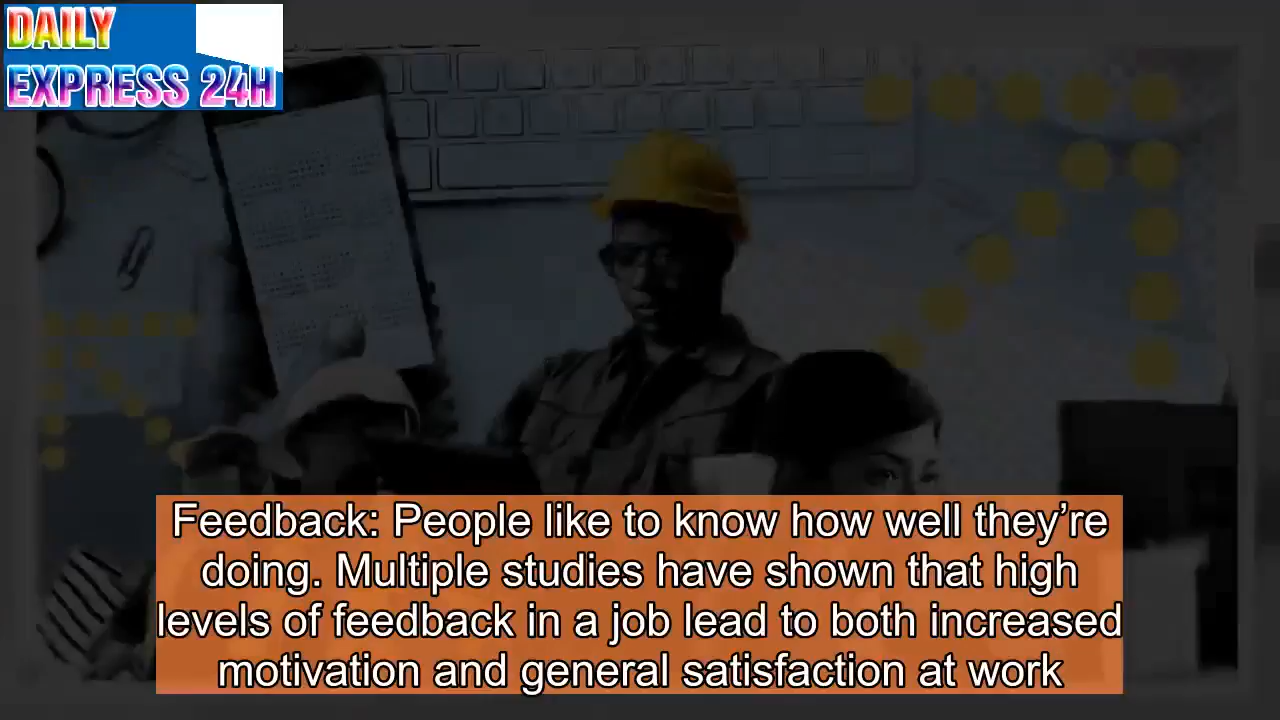 DAILY
EXPRESS 24H
Feedback: People like to know how well they’re
doing. Multiple studies have shown that high
levels of feedback in a job lead to both increased
motivation and general satisfaction at work